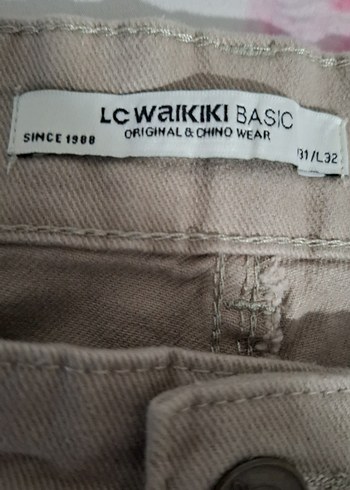 LC WAIKIKI BASIC
ORIGINAL & CHINO WEAR
SINCE 1988
31/L32